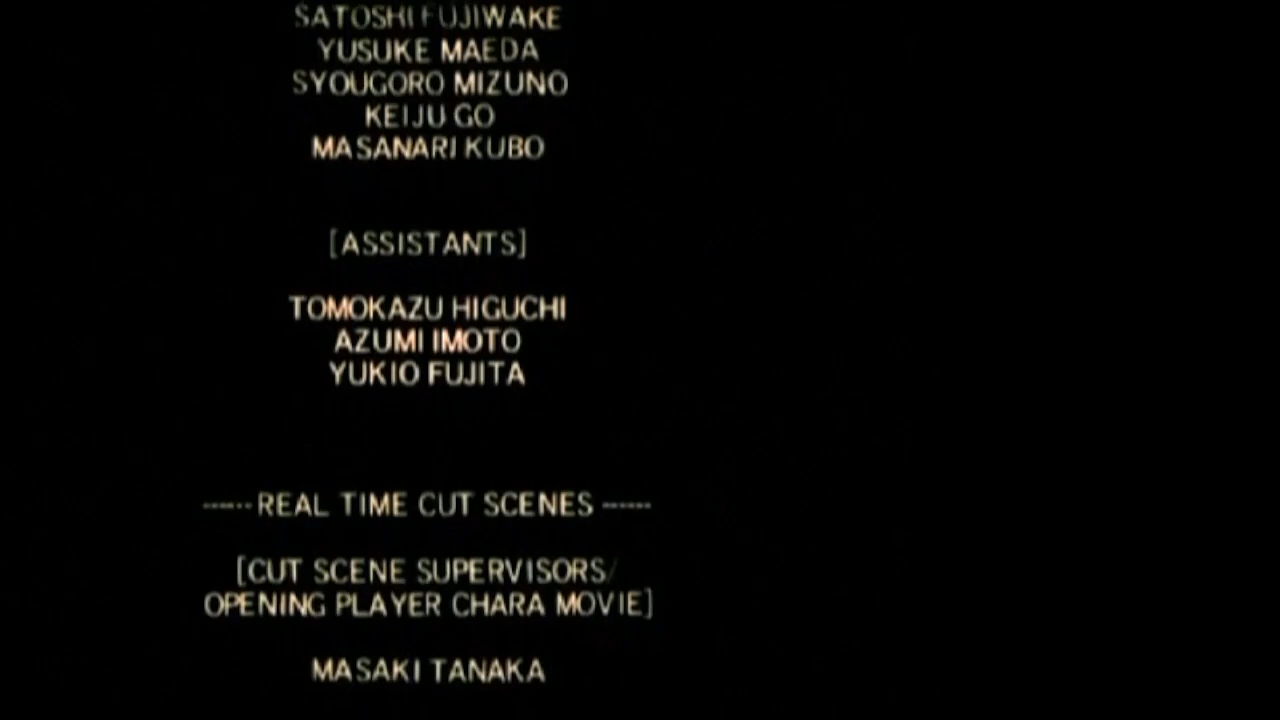 SATOSHI FUJIWAKE
YUSUKE MAEDA
SYOUGORO MIZUNO
KEIJU GO
MASANARI KUBO
[ASSISTANTS]
TOMOKAZU HIGUCHI
AZUMI IMOTO
YUKIO FUJITA
------REAL TIME CUT SCENES ------
[CUT SCENE SUPERVISORS/
OPENING PLAYER CHARA MOVIE]
MASAKI TANAKA